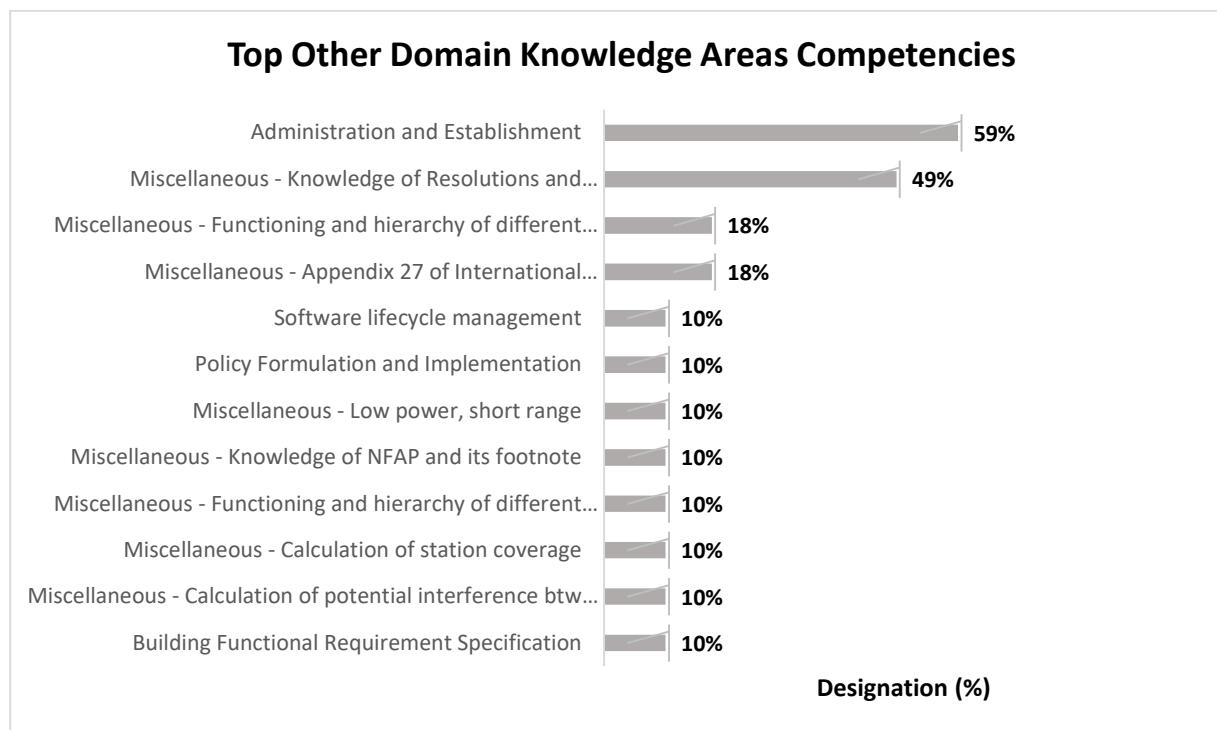 Top Other Domain Knowledge Areas Competencies
Administration and Establishment 59%
Miscellaneous - Knowledge of Resolutions and... 49%
Miscellaneous - Functioning and hierarchy of different... 18%
Miscellaneous - Appendix 27 of International... 18%
Software lifecycle management 10%
Policy Formulation and Implementation 10%
Miscellaneous - Low power, short range 10%
Miscellaneous - Knowledge of NFAP and its footnote 10%
Miscellaneous - Functioning and hierarchy of different... 10%
Miscellaneous - Calculation of station coverage 10%
Miscellaneous - Calculation of potential interference btw... 10%
Building Functional Requirement Specification 10%
Designation (%)